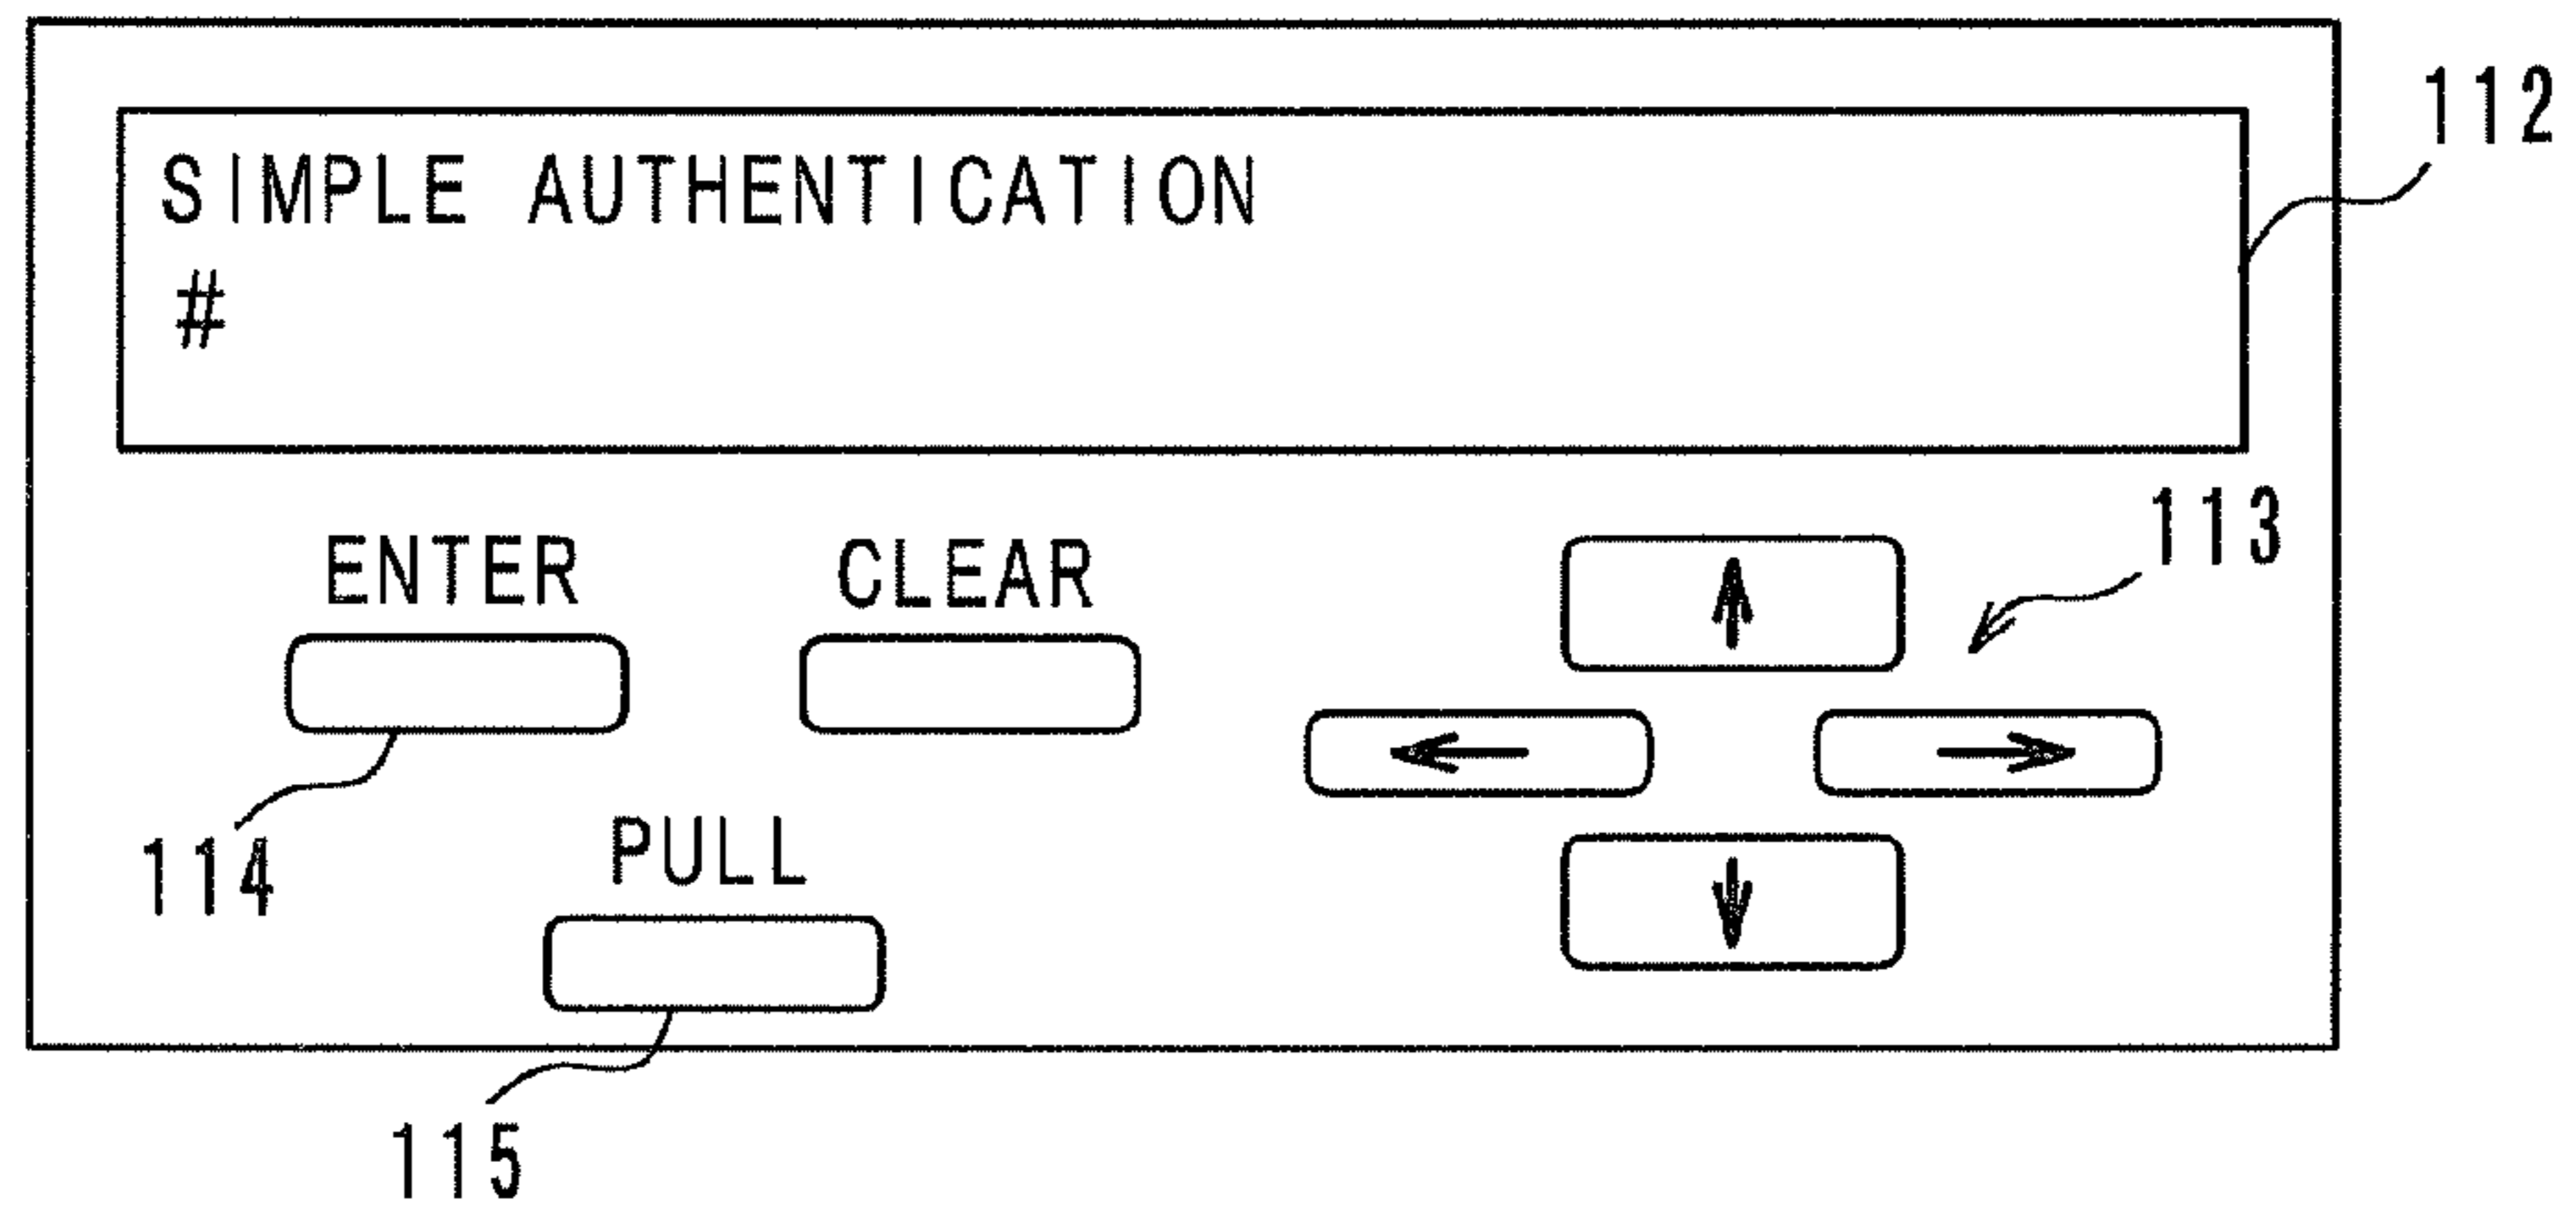 112
SIMPLE AUTHENTICATION
#
113
ENTER CLEAR
↑
← →
114
PULL
↓
115